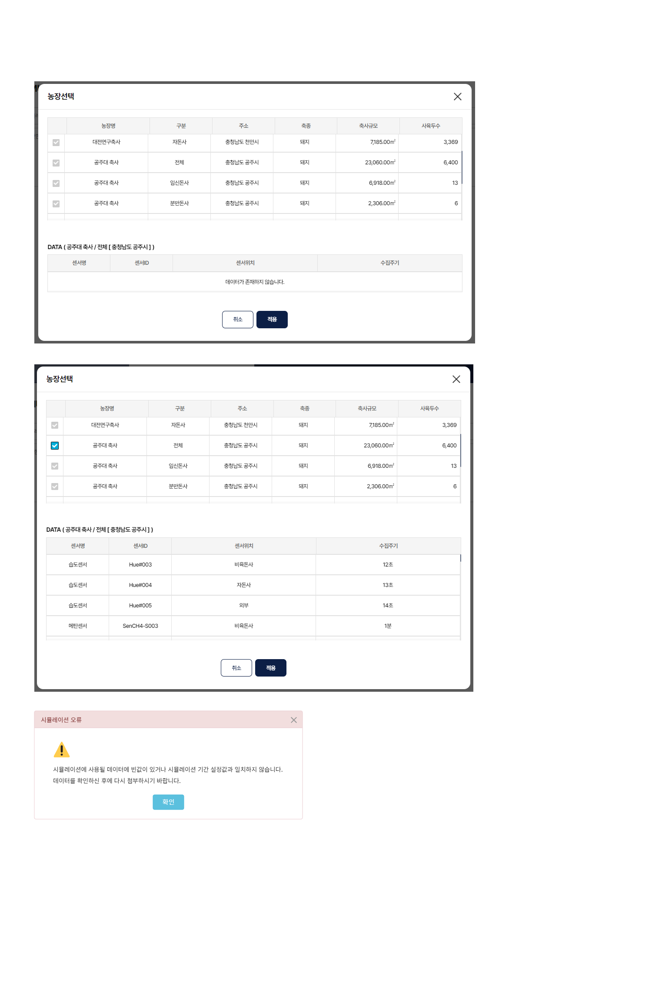 농장선택
농장명 구분 주소 축종 축사규모 사육두수
대전연구축사 자돈사 충청남도 천안시 돼지 7,185.00㎡ 3,369
공주대 축사 전체 충청남도 공주시 돼지 23,060.00㎡ 6,400
공주대 축사 임신돈사 충청남도 공주시 돼지 6,918.00㎡ 13
공주대 축사 분만돈사 충청남도 공주시 돼지 2,306.00㎡ 6
DATA ( 공주대 축사 / 전체 [ 충청남도 공주시 ] )
센서명 센서ID 센서위치 수집주기
데이터가 존재하지 않습니다.
취소 적용
농장선택
농장명 구분 주소 축종 축사규모 사육두수
대전연구축사 자돈사 충청남도 천안시 돼지 7,185.00㎡ 3,369
공주대 축사 전체 충청남도 공주시 돼지 23,060.00㎡ 6,400
공주대 축사 임신돈사 충청남도 공주시 돼지 6,918.00㎡ 13
공주대 축사 분만돈사 충청남도 공주시 돼지 2,306.00㎡ 6
DATA ( 공주대 축사 / 전체 [ 충청남도 공주시 ] )
센서명 센서ID 센서위치 수집주기
습도센서 Hue#003 비육돈사 12초
습도센서 Hue#004 자돈사 13초
습도센서 Hue#005 외부 14초
메탄센서 SenCH4-S003 비육돈사 1분
취소 적용
시뮬레이션 오류
시뮬레이션에 사용될 데이터에 빈값이 있거나 시뮬레이션 기간 설정값과 일치하지 않습니다.
데이터를 확인하신 후에 다시 첨부하시기 바랍니다.
확인